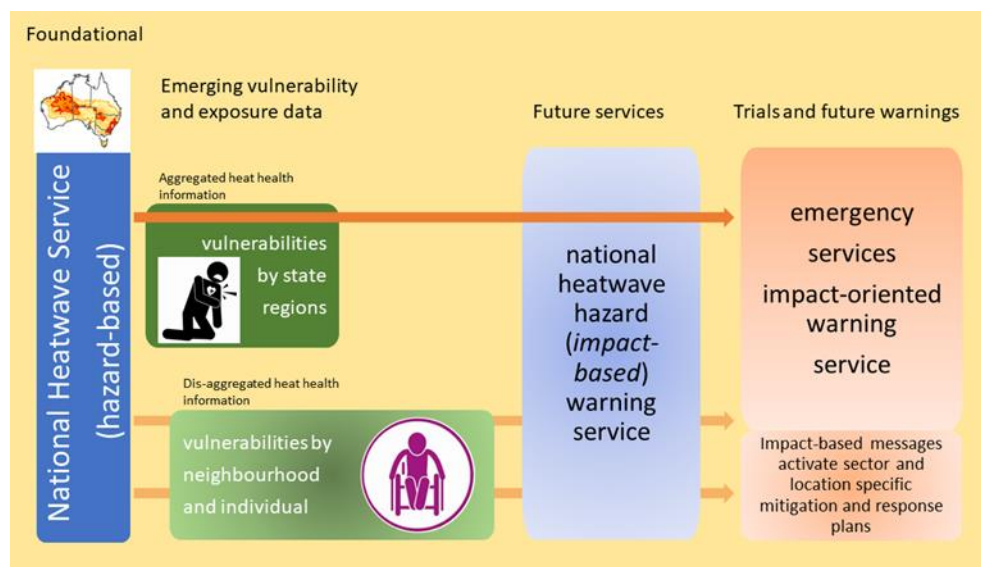 Foundational
National Heatwave Service
(hazard-based)
Emerging vulnerability
and exposure data
Aggregated heat health
information
vulnerabilities
by state
regions
Dis-aggregated heat health
information
vulnerabilities by
neighbourhood
and individual
Future services
national
heatwave
hazard
(impact-
based)
warning
service
Trials and future warnings
emergency
services
impact-oriented
warning
service
Impact-based messages
activate sector and
location specific
mitigation and response
plans